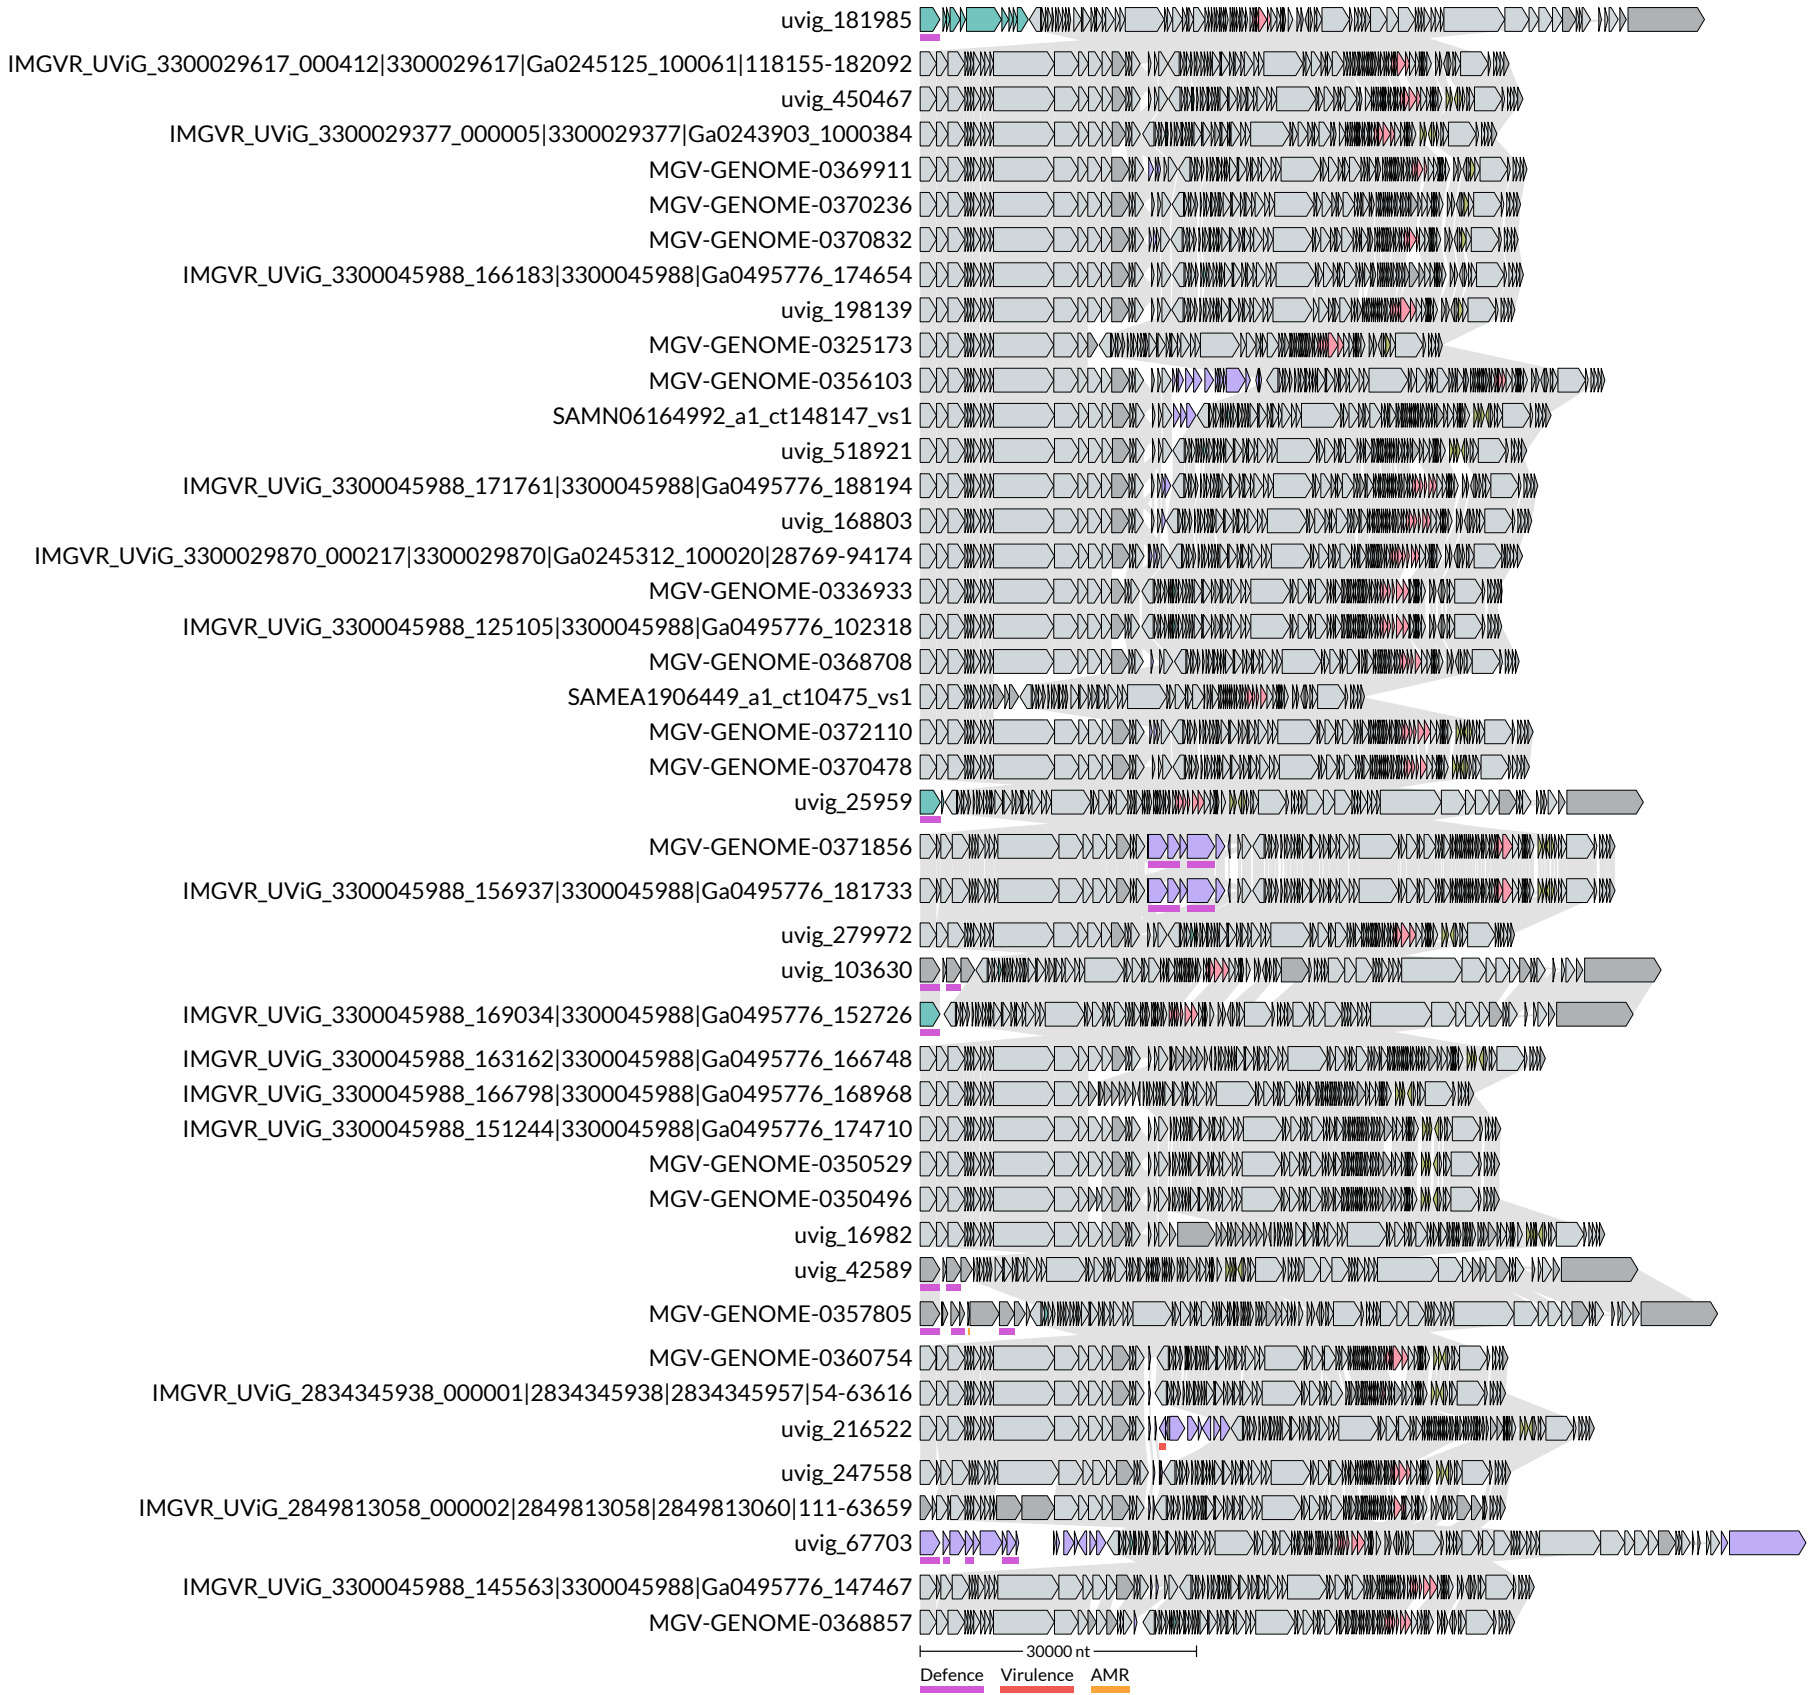 uvig_181985
IMGVR_UViG_3300029617_000412|3300029617|Ga0245125_100061|118155-182092
uvig_450467
IMGVR_UViG_3300029377_000005|3300029377|Ga0243903_1000384
MGV-GENOME-0369911
MGV-GENOME-0370236
MGV-GENOME-0370832
IMGVR_UViG_3300045988_166183|3300045988|Ga0495776_174654
uvig_198139
MGV-GENOME-0325173
MGV-GENOME-0356103
SAMN06164992_a1_ct148147_vs1
uvig_518921
IMGVR_UViG_3300045988_171761|3300045988|Ga0495776_188194
uvig_168803
IMGVR_UViG_3300029870_000217|3300029870|Ga0245312_100020|28769-94174
MGV-GENOME-0336933
IMGVR_UViG_3300045988_125105|3300045988|Ga0495776_102318
MGV-GENOME-0368708
SAMEA1906449_a1_ct10475_vs1
MGV-GENOME-0372110
MGV-GENOME-0370478
uvig_25959
MGV-GENOME-0371856
IMGVR_UViG_3300045988_156937|3300045988|Ga0495776_181733
uvig_279972
uvig_103630
IMGVR_UViG_3300045988_169034|3300045988|Ga0495776_152726
IMGVR_UViG_3300045988_163162|3300045988|Ga0495776_166748
IMGVR_UViG_3300045988_166798|3300045988|Ga0495776_168968
IMGVR_UViG_3300045988_151244|3300045988|Ga0495776_174710
MGV-GENOME-0350529
MGV-GENOME-0350496
uvig_16982
uvig_42589
MGV-GENOME-0357805
MGV-GENOME-0360754
IMGVR_UViG_2834345938_000001|2834345938|2834345957|54-63616
uvig_216522
uvig_247558
IMGVR_UViG_2849813058_000002|2849813058|2849813060|111-63659
uvig_67703
IMGVR_UViG_3300045988_145563|3300045988|Ga0495776_147467
MGV-GENOME-0368857
30000 nt
Defence Virulence AMR